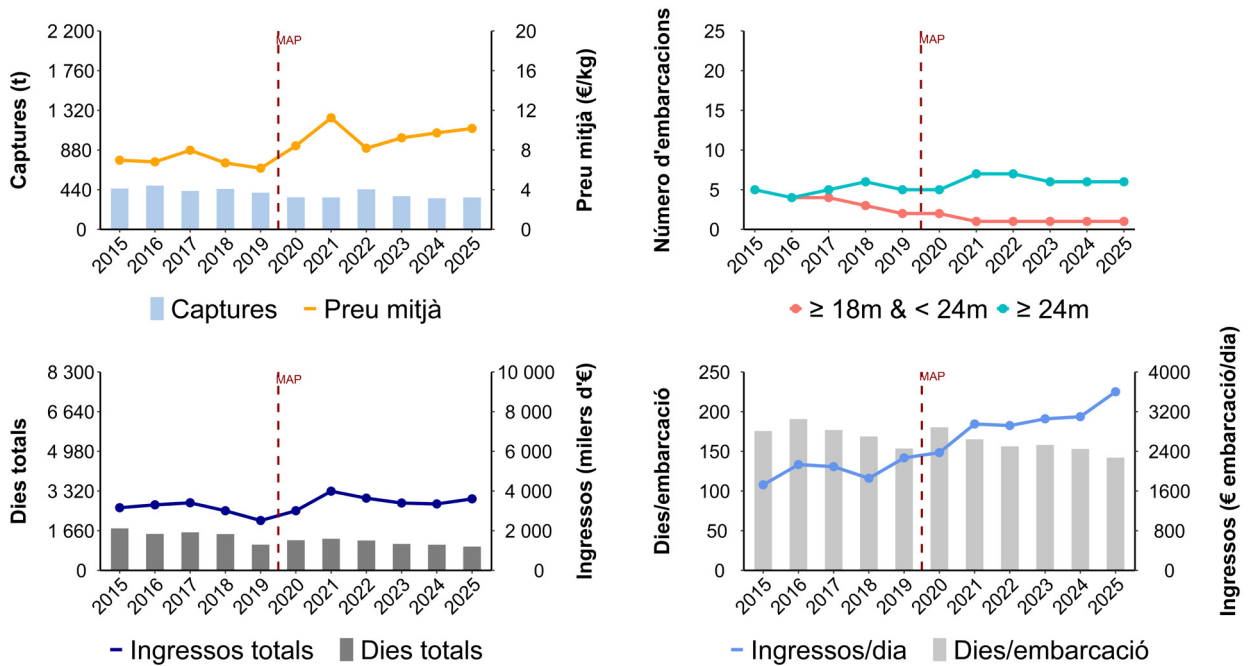 Captures (t)
2 200
1 760
1 320
880
440
0
MAP
20
16
12
8
4
0
Preu mitjà (€/kg)
2015 2016 2017 2018 2019 2020 2021 2022 2023 2024 2025
Captures Preu mitjà
Número d'embarcacions
25
20
15
10
5
0
MAP
2015 2016 2017 2018 2019 2020 2021 2022 2023 2024 2025
≥ 18m & < 24m ≥ 24m
Dies totals
8 300
6 640
4 980
3 320
1 660
0
MAP
10 000
8 000
6 000
4 000
2 000
0
Ingressos (milers d'€)
2015 2016 2017 2018 2019 2020 2021 2022 2023 2024 2025
Ingressos totals Dies totals
Dies/embarcació
250
200
150
100
50
0
MAP
4000
3200
2400
1600
800
0
Ingressos (€ embarcació/dia)
2015 2016 2017 2018 2019 2020 2021 2022 2023 2024 2025
Ingressos/dia Dies/embarcació